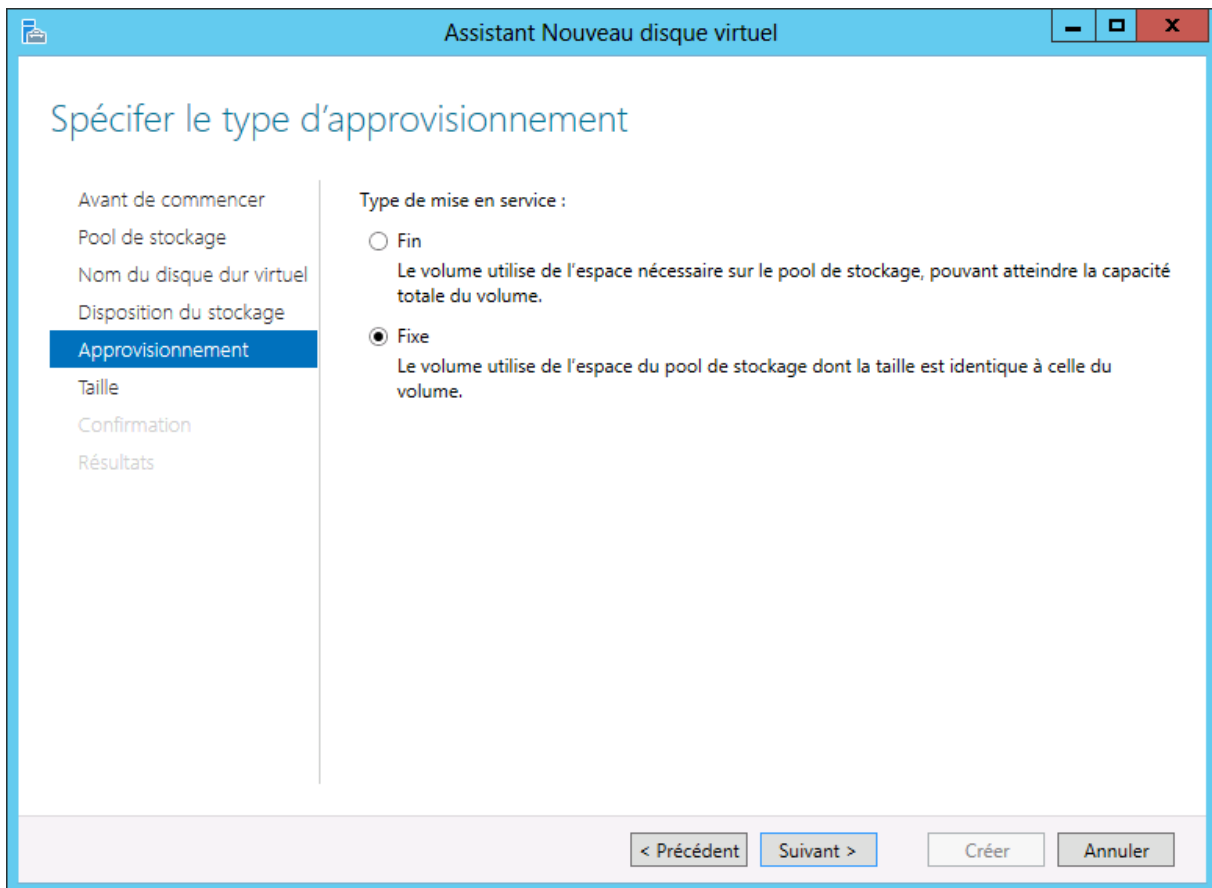 Assistant Nouveau disque virtuel
Spécifer le type d'approvisionnement
Avant de commencer
Pool de stockage
Nom du disque dur virtuel
Disposition du stockage
Approvisionnement
Taille
Confirmation
Résultats
Type de mise en service :
Fin
Le volume utilise de l'espace nécessaire sur le pool de stockage, pouvant atteindre la capacité
totale du volume.
Fixe
Le volume utilise de l'espace du pool de stockage dont la taille est identique à celle du
volume.
< Précédent
Suivant >
Créer
Annuler